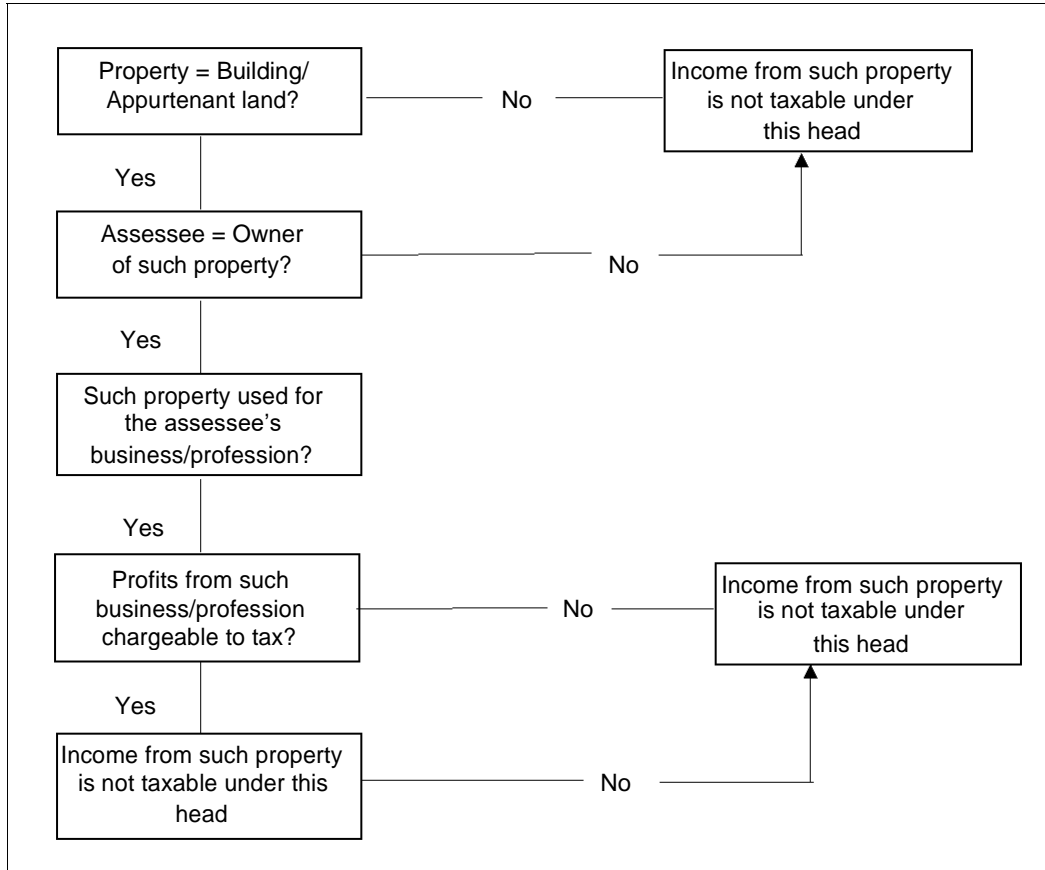 Property = Building/
Appurtenant land?
No
Income from such property
is not taxable under
this head
Yes
Assessee = Owner
of such property?
No
Yes
Such property used for
the assessee’s
business/profession?
Yes
Profits from such
business/profession
chargeable to tax?
No
Income from such property
is not taxable under
this head
Yes
Income from such property
is not taxable under this
head
No